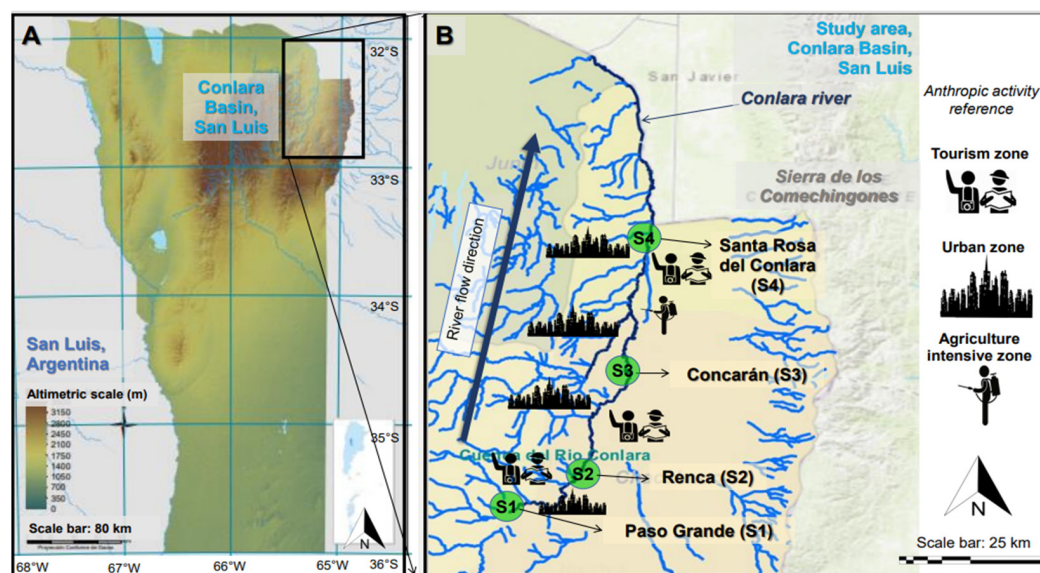 A
Conlara
Basin,
San Luis
San Luis,
Argentina
Altimetric scale (m)
3150
2800
2450
2100
1750
1400
1050
700
350
0
Scale bar: 80 km
N
32°S
33°S
34°S
35°S
36°S
68°W
67°W
66°W
65°W
B
Study area,
Conlara Basin,
San Luis
San Javier
Conlara river
Sierra de los
Comechingones
River flow direction
S4
Santa Rosa
del Conlara
(S4)
S3
Concarán (S3)
Cuenca del Rio Conlara
S2
Renca (S2)
S1
Paso Grande (S1)
Anthropic activity
reference
Tourism zone
Urban zone
Agriculture
intensive zone
N
Scale bar: 25 km